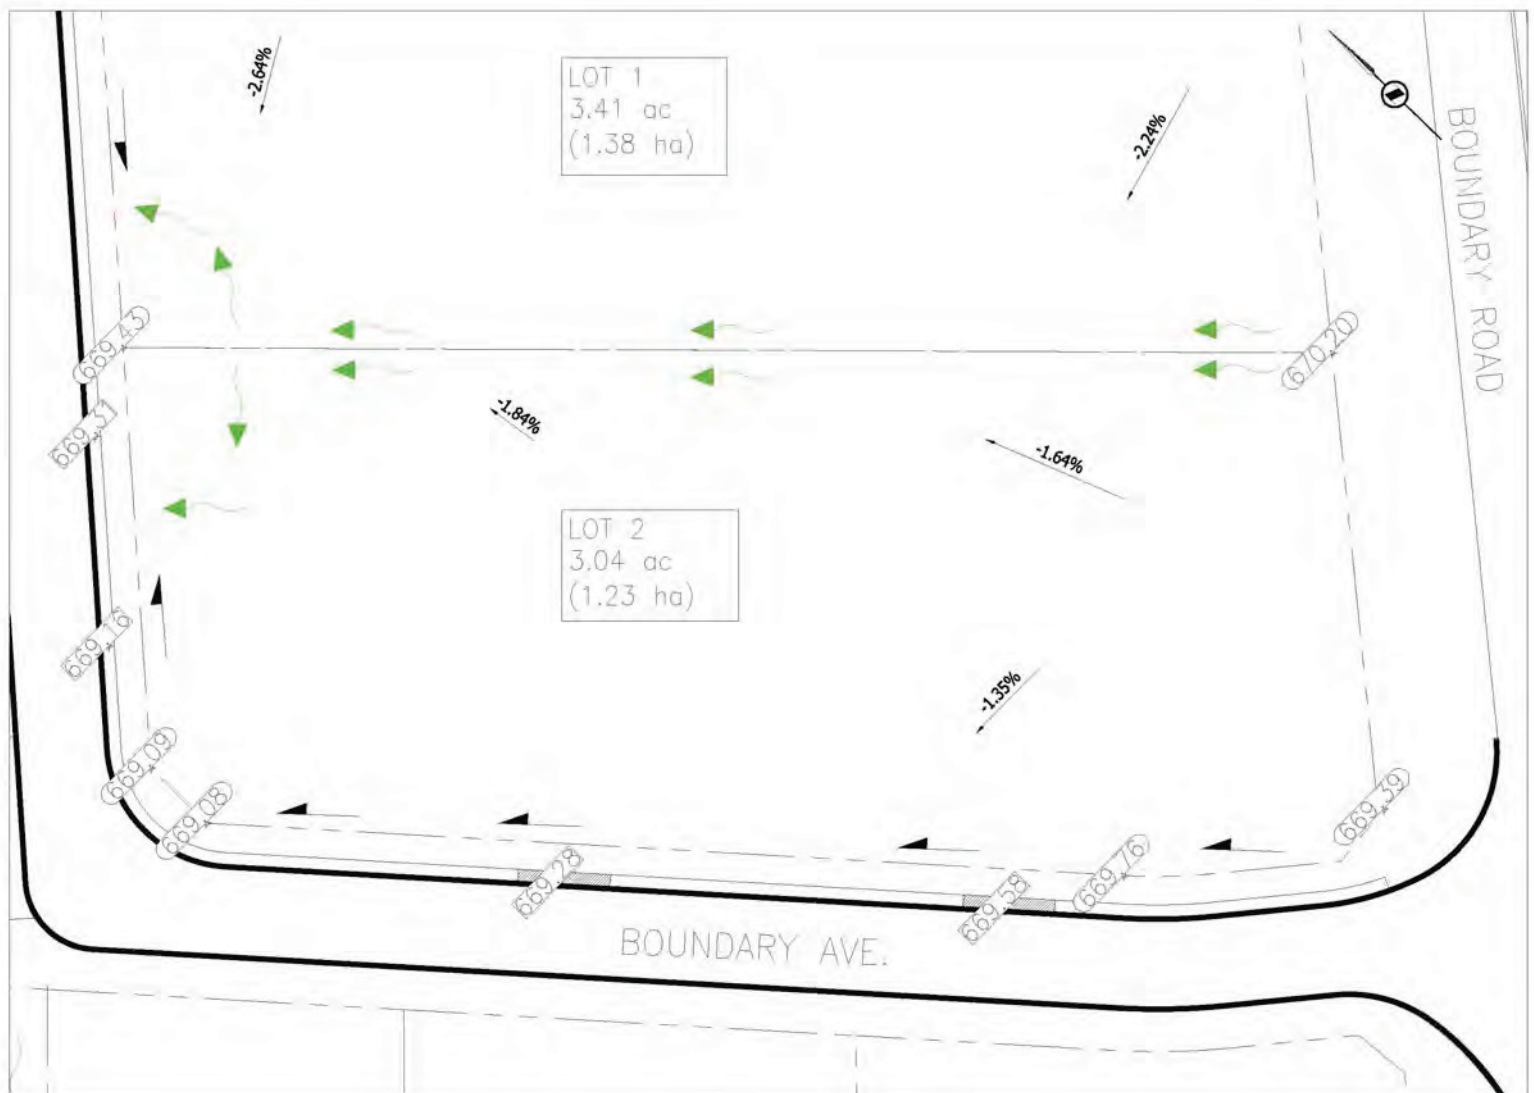 -2.64%
LOT 1
3.41 ac
(1.38 ha)
-2.24%
BOUNDARY ROAD
669.43
670.20
669.31
-1.84%
-1.64%
LOT 2
3.04 ac
(1.23 ha)
669.16
-1.35%
669.09
669.08
669.39
669.28
669.76
669.58
BOUNDARY AVE.